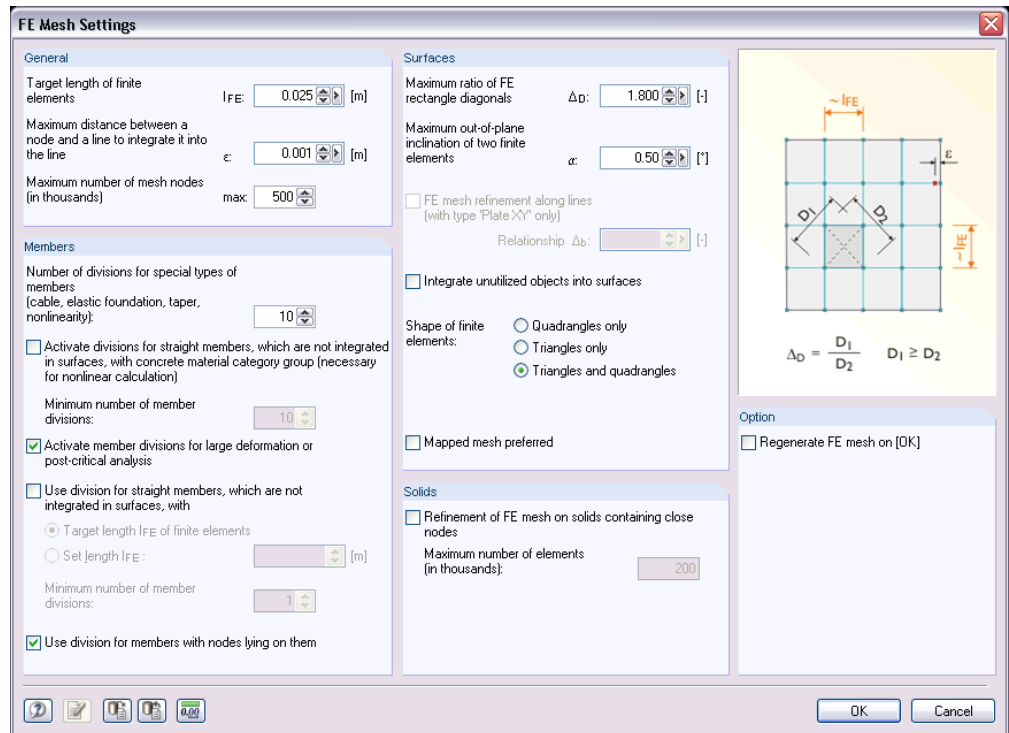 FE Mesh Settings
General
Target length of finite
elements
lFE:
0.025
[m]
Maximum distance between a
node and a line to integrate it into
the line
ε:
0.001
[m]
Maximum number of mesh nodes
(in thousands)
max:
500
Members
Number of divisions for special types of
members
(cable, elastic foundation, taper,
nonlinearity):
10
Activate divisions for straight members, which are not integrated
in surfaces, with concrete material category group (necessary
for nonlinear calculation)
Minimum number of member
divisions:
10
Activate member divisions for large deformation or
post-critical analysis
Use division for straight members, which are not
integrated in surfaces, with
Target length lFE of finite elements
Set length lFE :
[m]
Minimum number of member
divisions:
1
Use division for members with nodes lying on them
Surfaces
Maximum ratio of FE
rectangle diagonals
ΔD:
1.800
[-]
Maximum out-of-plane
inclination of two finite
elements
α:
0.50
[°]
FE mesh refinement along lines
(with type 'Plate XY' only)
Relationship Δb:
[-]
Integrate unutilized objects into surfaces
Shape of finite
elements:
Quadrangles only
Triangles only
Triangles and quadrangles
Mapped mesh preferred
Solids
Refinement of FE mesh on solids containing close
nodes
Maximum number of elements
(in thousands):
200
~ lFE
ε
D1
D2
~ lFE
ΔD = D1 / D2 D1 ≥ D2
Option
Regenerate FE mesh on [OK]
0.00
OK
Cancel